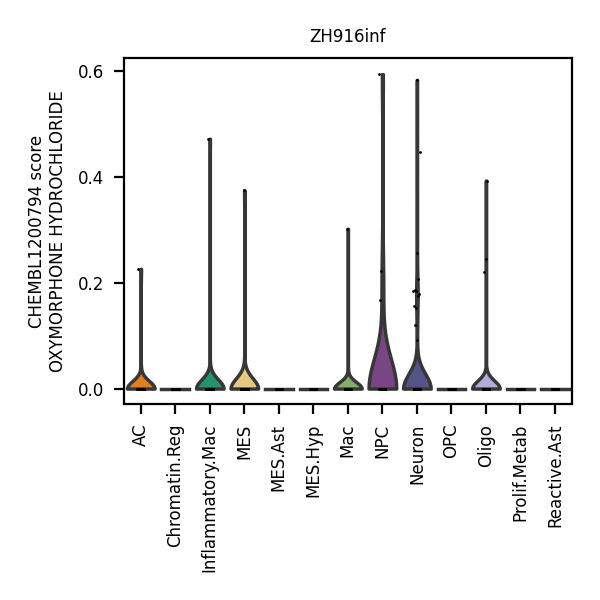 ZH916inf
CHEMBL1200794 score
OXYMORPHONE HYDROCHLORIDE
0.6
0.4
0.2
0.0
AC
Chromatin.Reg
Inflammatory.Mac
MES
MES.Ast
MES.Hyp
Mac
NPC
Neuron
OPC
Oligo
Prolif.Metab
Reactive.Ast